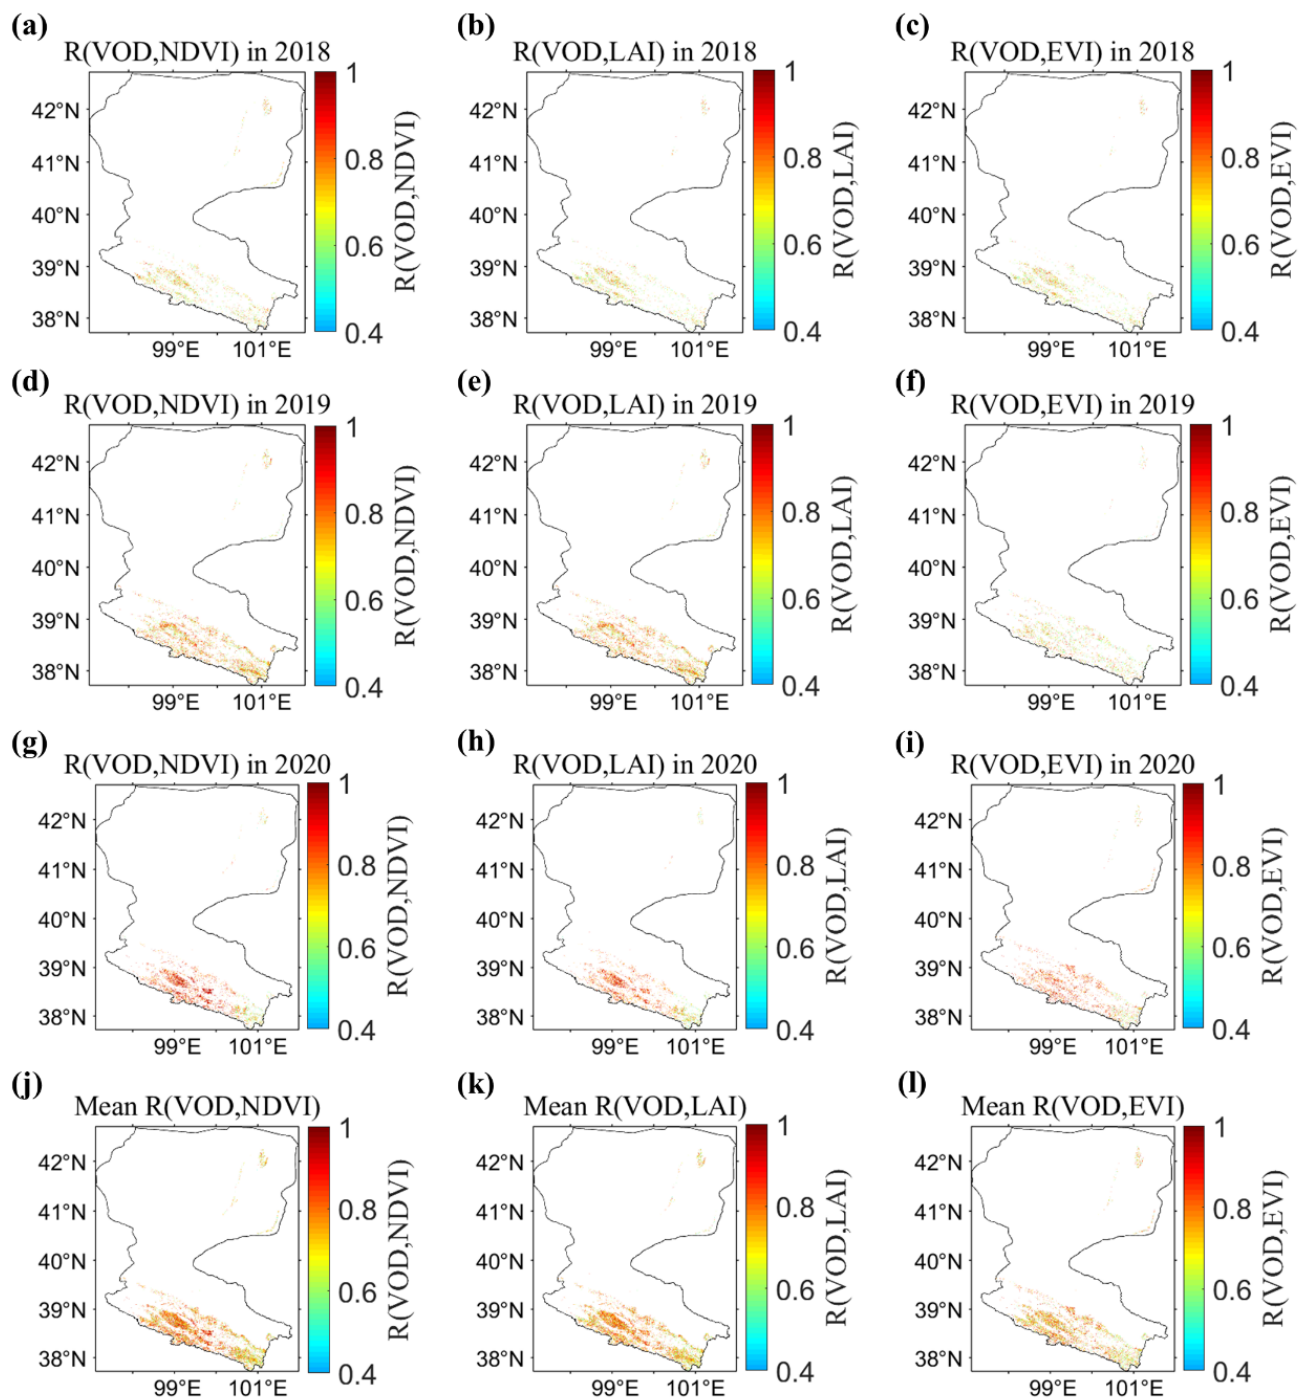 (a)
R(VOD,NDVI) in 2018
42°N
41°N
40°N
39°N
38°N
99°E 101°E
1
0.8
0.6
0.4
R(VOD,NDVI)
(b)
R(VOD,LAI) in 2018
42°N
41°N
40°N
39°N
38°N
99°E 101°E
1
0.8
0.6
0.4
R(VOD,LAI)
(c)
R(VOD,EVI) in 2018
42°N
41°N
40°N
39°N
38°N
99°E 101°E
1
0.8
0.6
0.4
R(VOD,EVI)
(d)
R(VOD,NDVI) in 2019
42°N
41°N
40°N
39°N
38°N
99°E 101°E
1
0.8
0.6
0.4
R(VOD,NDVI)
(e)
R(VOD,LAI) in 2019
42°N
41°N
40°N
39°N
38°N
99°E 101°E
1
0.8
0.6
0.4
R(VOD,LAI)
(f)
R(VOD,EVI) in 2019
42°N
41°N
40°N
39°N
38°N
99°E 101°E
1
0.8
0.6
0.4
R(VOD,EVI)
(g)
R(VOD,NDVI) in 2020
42°N
41°N
40°N
39°N
38°N
99°E 101°E
1
0.8
0.6
0.4
R(VOD,NDVI)
(h)
R(VOD,LAI) in 2020
42°N
41°N
40°N
39°N
38°N
99°E 101°E
1
0.8
0.6
0.4
R(VOD,LAI)
(i)
R(VOD,EVI) in 2020
42°N
41°N
40°N
39°N
38°N
99°E 101°E
1
0.8
0.6
0.4
R(VOD,EVI)
(j)
Mean R(VOD,NDVI)
42°N
41°N
40°N
39°N
38°N
99°E 101°E
1
0.8
0.6
0.4
R(VOD,NDVI)
(k)
Mean R(VOD,LAI)
42°N
41°N
40°N
39°N
38°N
99°E 101°E
1
0.8
0.6
0.4
R(VOD,LAI)
(l)
Mean R(VOD,EVI)
42°N
41°N
40°N
39°N
38°N
99°E 101°E
1
0.8
0.6
0.4
R(VOD,EVI)